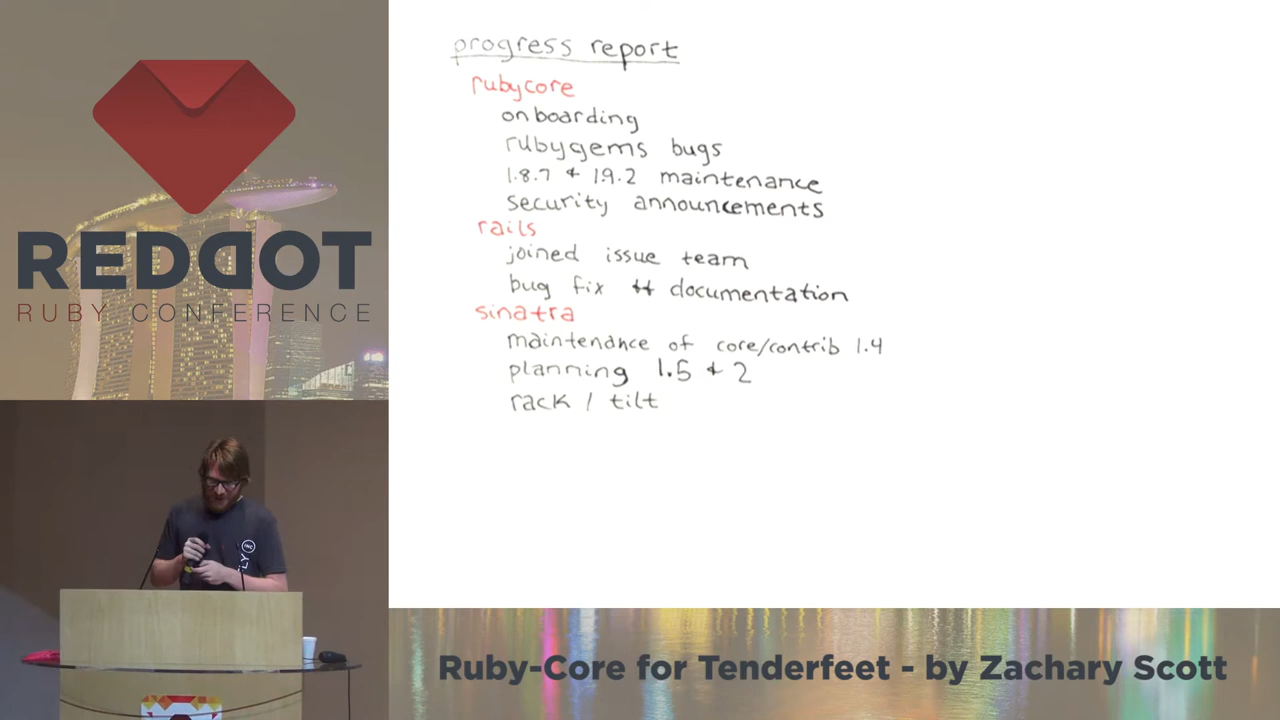 REDDOT
RUBY CONFERENCE
progress report
rubycore
onboarding
rubygems bugs
1.8.7 & 1.9.2 maintenance
security announcements
rails
joined issue team
bug fix & documentation
sinatra
maintenance of core/contrib 1.4
planning 1.5 & 2
rack / tilt
LY INC
Ruby-Core for Tenderfeet - by Zachary Scott